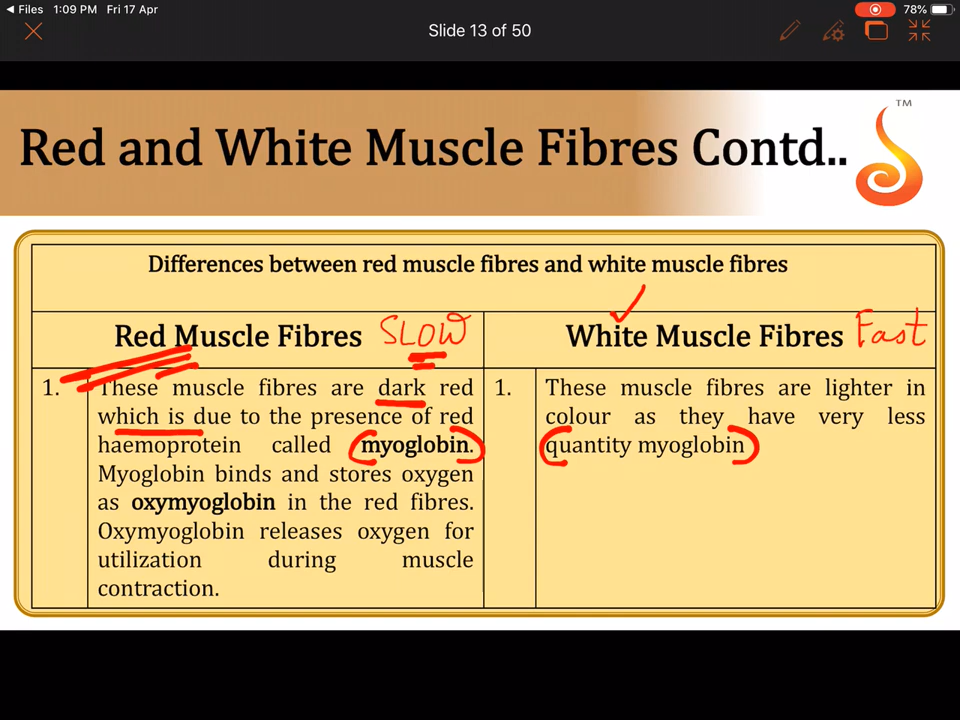 Files 1:09 PM Fri 17 Apr 78%
Slide 13 of 50
TM
Red and White Muscle Fibres Contd..
Differences between red muscle fibres and white muscle fibres
Red Muscle Fibres SLOW
White Muscle Fibres Fast
1. These muscle fibres are dark red
which is due to the presence of red
haemoprotein called myoglobin.
Myoglobin binds and stores oxygen
as oxymyoglobin in the red fibres.
Oxymyoglobin releases oxygen for
utilization during muscle
contraction.
1. These muscle fibres are lighter in
colour as they have very less
quantity myoglobin